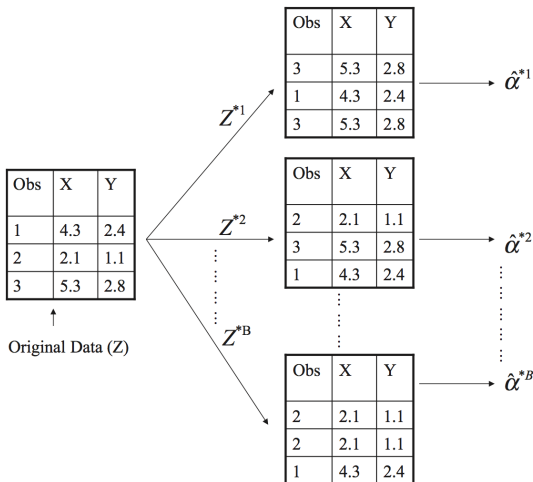 Obs X Y
3 5.3 2.8
1 4.3 2.4
3 5.3 2.8
α̂*1
Z*1
Obs X Y
1 4.3 2.4
2 2.1 1.1
3 5.3 2.8
Original Data (Z)
Z*2
Obs X Y
2 2.1 1.1
3 5.3 2.8
1 4.3 2.4
α̂*2
Z*B
Obs X Y
2 2.1 1.1
2 2.1 1.1
1 4.3 2.4
α̂*B